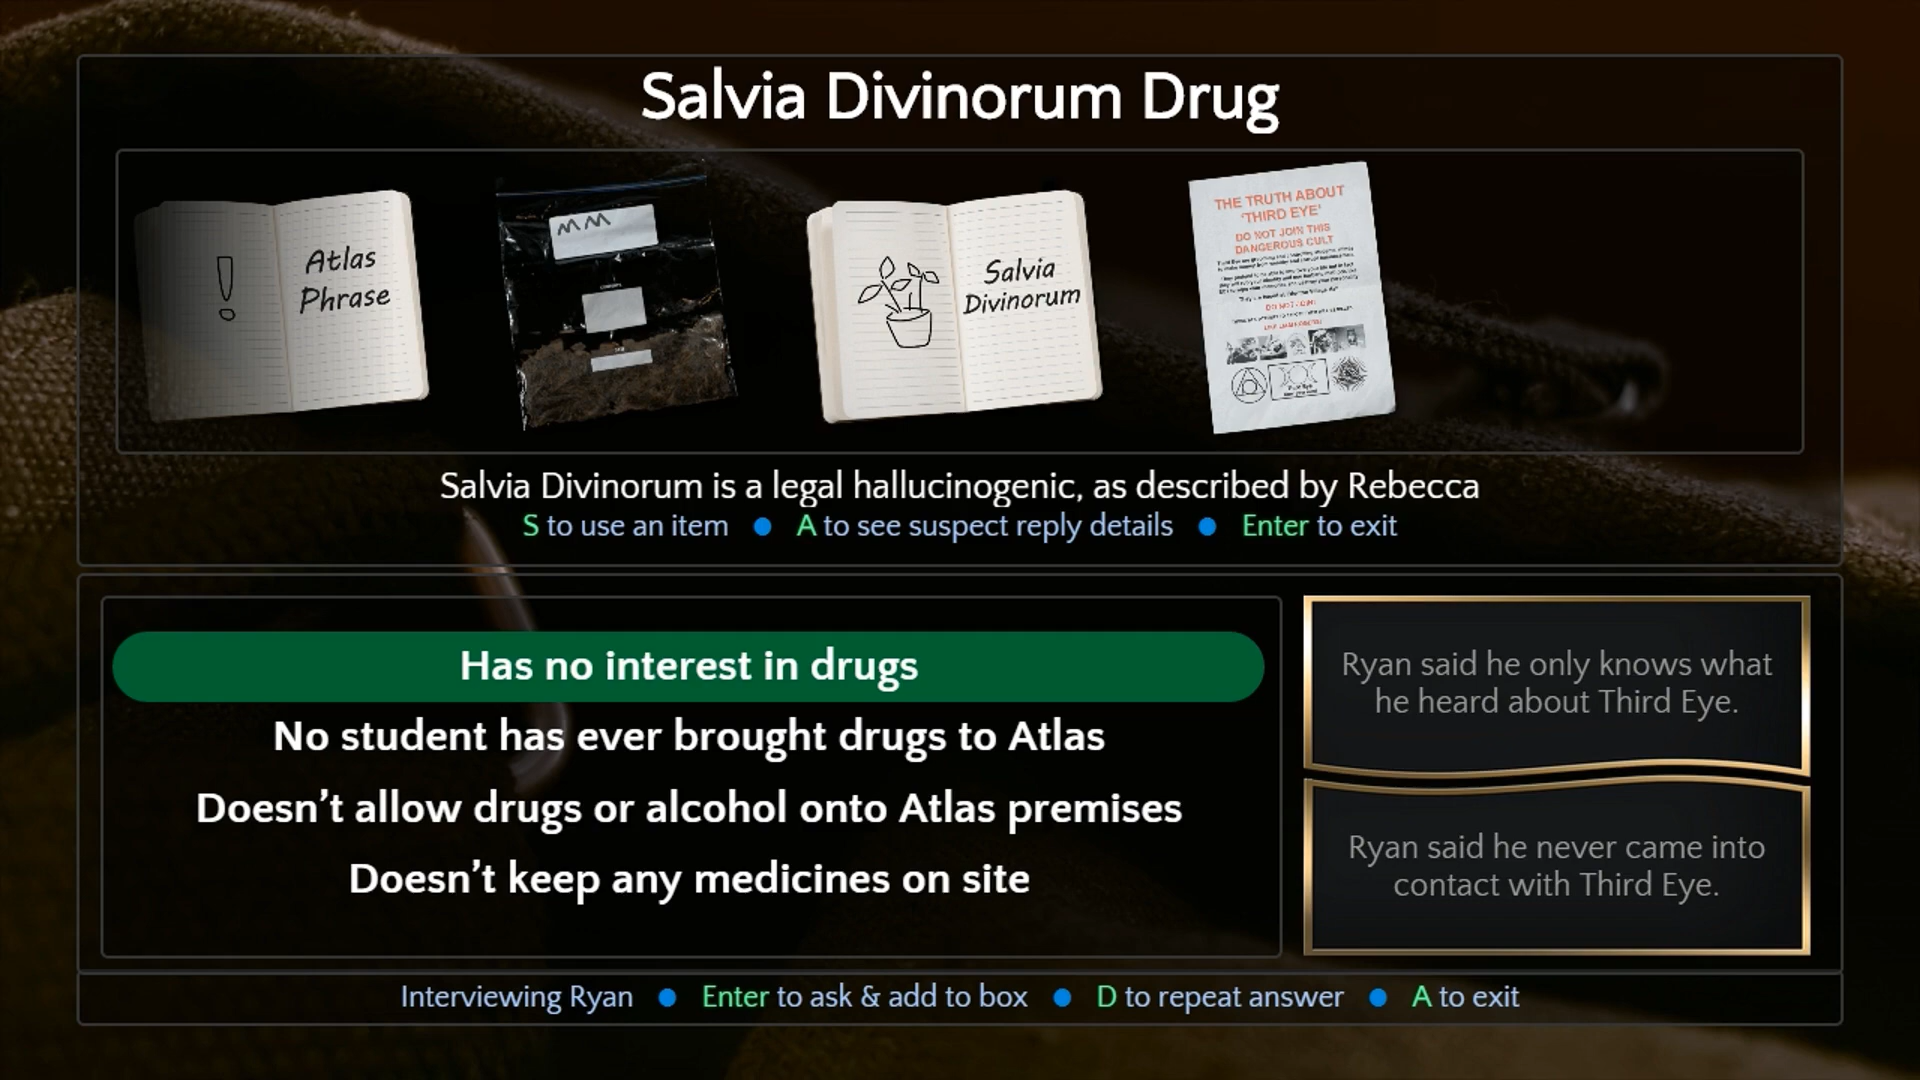 Salvia Divinorum Drug
Atlas
Phrase
MM
Salvia
Divinorum
THE TRUTH ABOUT
'THIRD EYE'
DO NOT JOIN THIS
DANGEROUS CULT
Salvia Divinorum is a legal hallucinogenic, as described by Rebecca
S to use an item A to see suspect reply details Enter to exit
Has no interest in drugs
No student has ever brought drugs to Atlas
Doesn't allow drugs or alcohol onto Atlas premises
Doesn't keep any medicines on site
Ryan said he only knows what
he heard about Third Eye.
Ryan said he never came into
contact with Third Eye.
Interviewing Ryan Enter to ask & add to box D to repeat answer A to exit